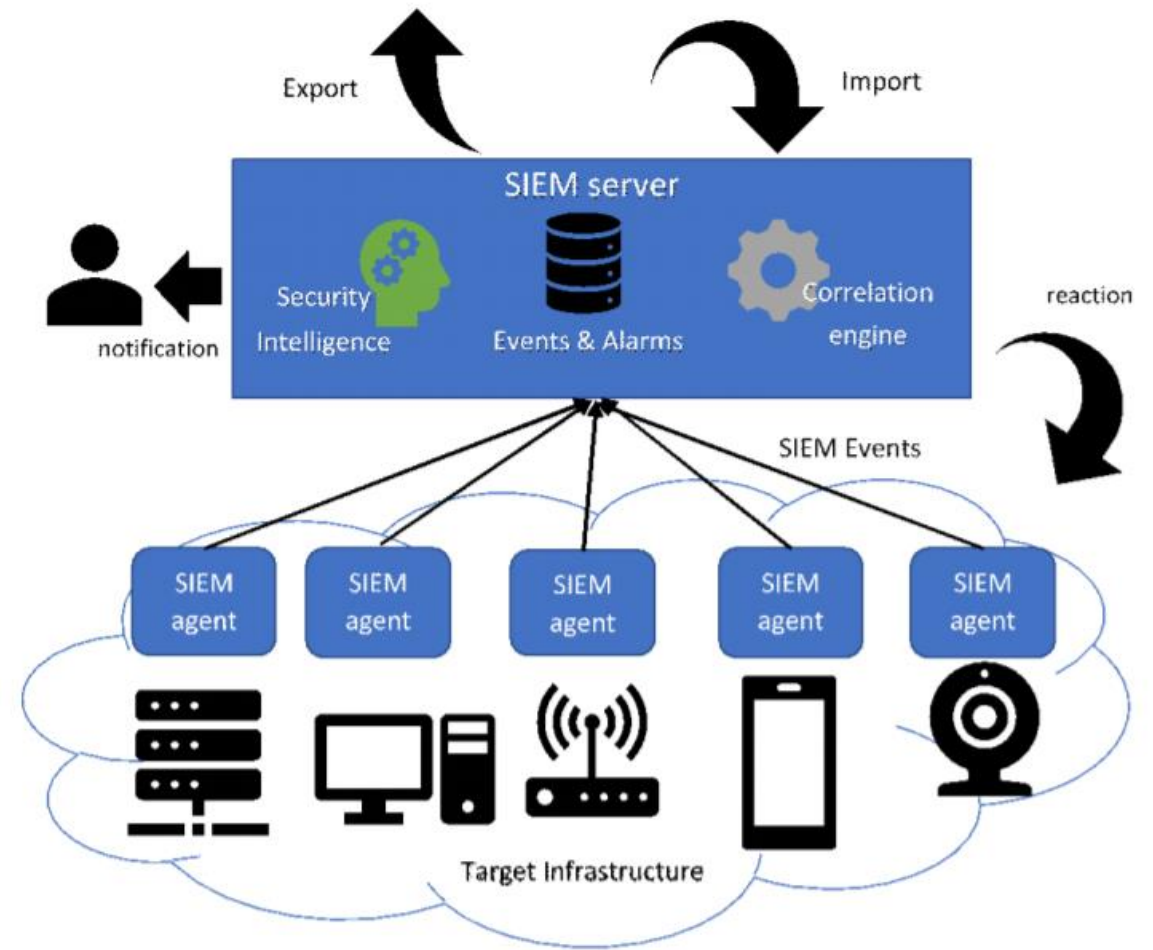 Export
Import
SIEM server
Security
Intelligence
Events & Alarms
Correlation
engine
notification
reaction
SIEM Events
SIEM
agent
SIEM
agent
SIEM
agent
SIEM
agent
SIEM
agent
Target Infrastructure